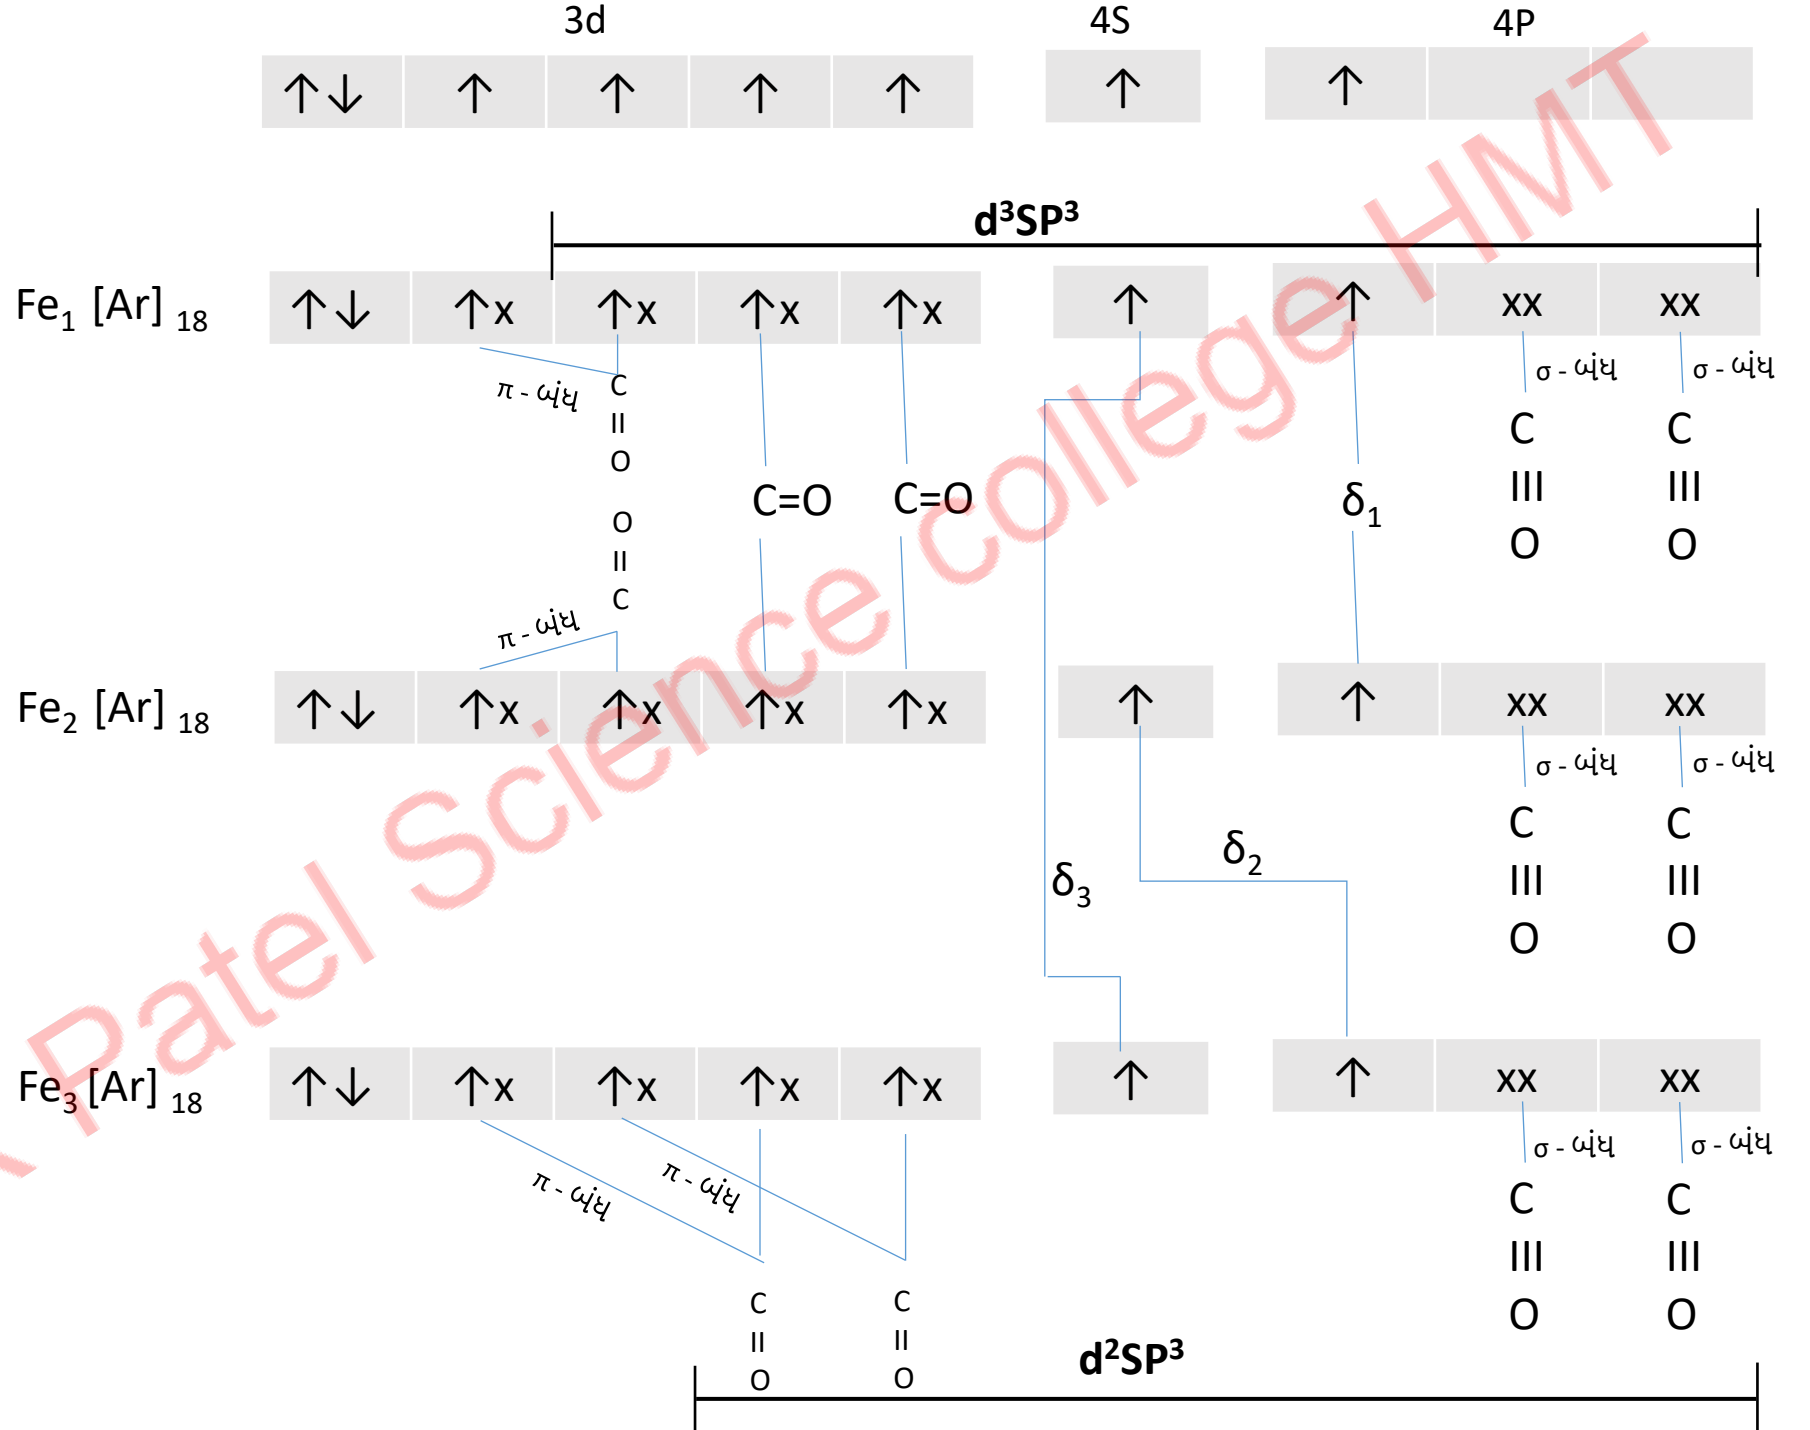 3d 4S 4P
↑↓ ↑ ↑ ↑ ↑ ↑ ↑
d³SP³
Fe₁ [Ar] ₁₈ ↑↓ ↑x ↑x ↑x ↑x ↑ ↑ xx xx
π - બંધ σ - બંધ σ - બંધ
C C C
II III III
O O O
C=O C=O δ₁
O
II
C
π - બંધ
Fe₂ [Ar] ₁₈ ↑↓ ↑x ↑x ↑x ↑x ↑ ↑ xx xx
σ - બંધ σ - બંધ
C C
III III
O O
δ₂
δ₃
Fe₃ [Ar] ₁₈ ↑↓ ↑x ↑x ↑x ↑x ↑ ↑ xx xx
π - બંધ π - બંધ σ - બંધ σ - બંધ
C C
III III
O O
C C
II II
O O
d²SP³
Patel Science college HMT